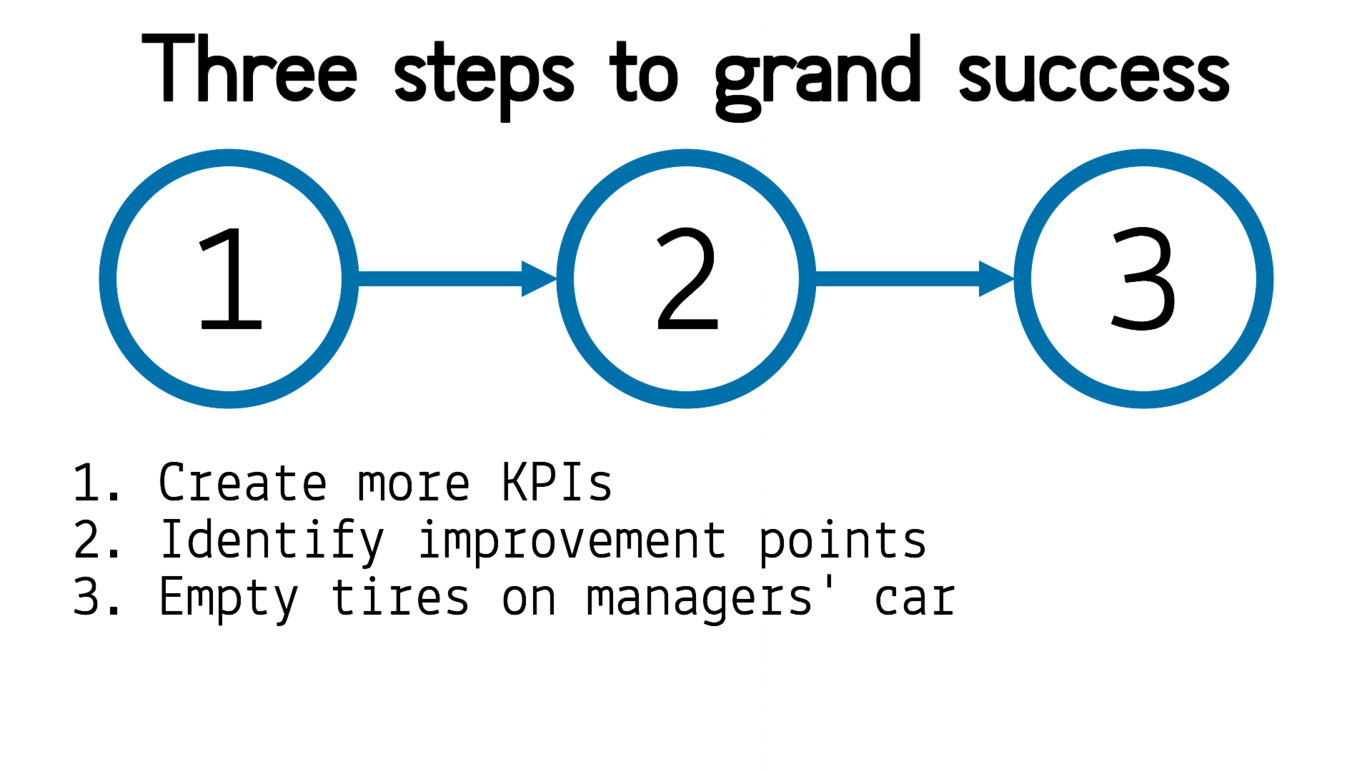 Three steps to grand success
1
2
3
1. Create more KPIs
2. Identify improvement points
3. Empty tires on managers' car